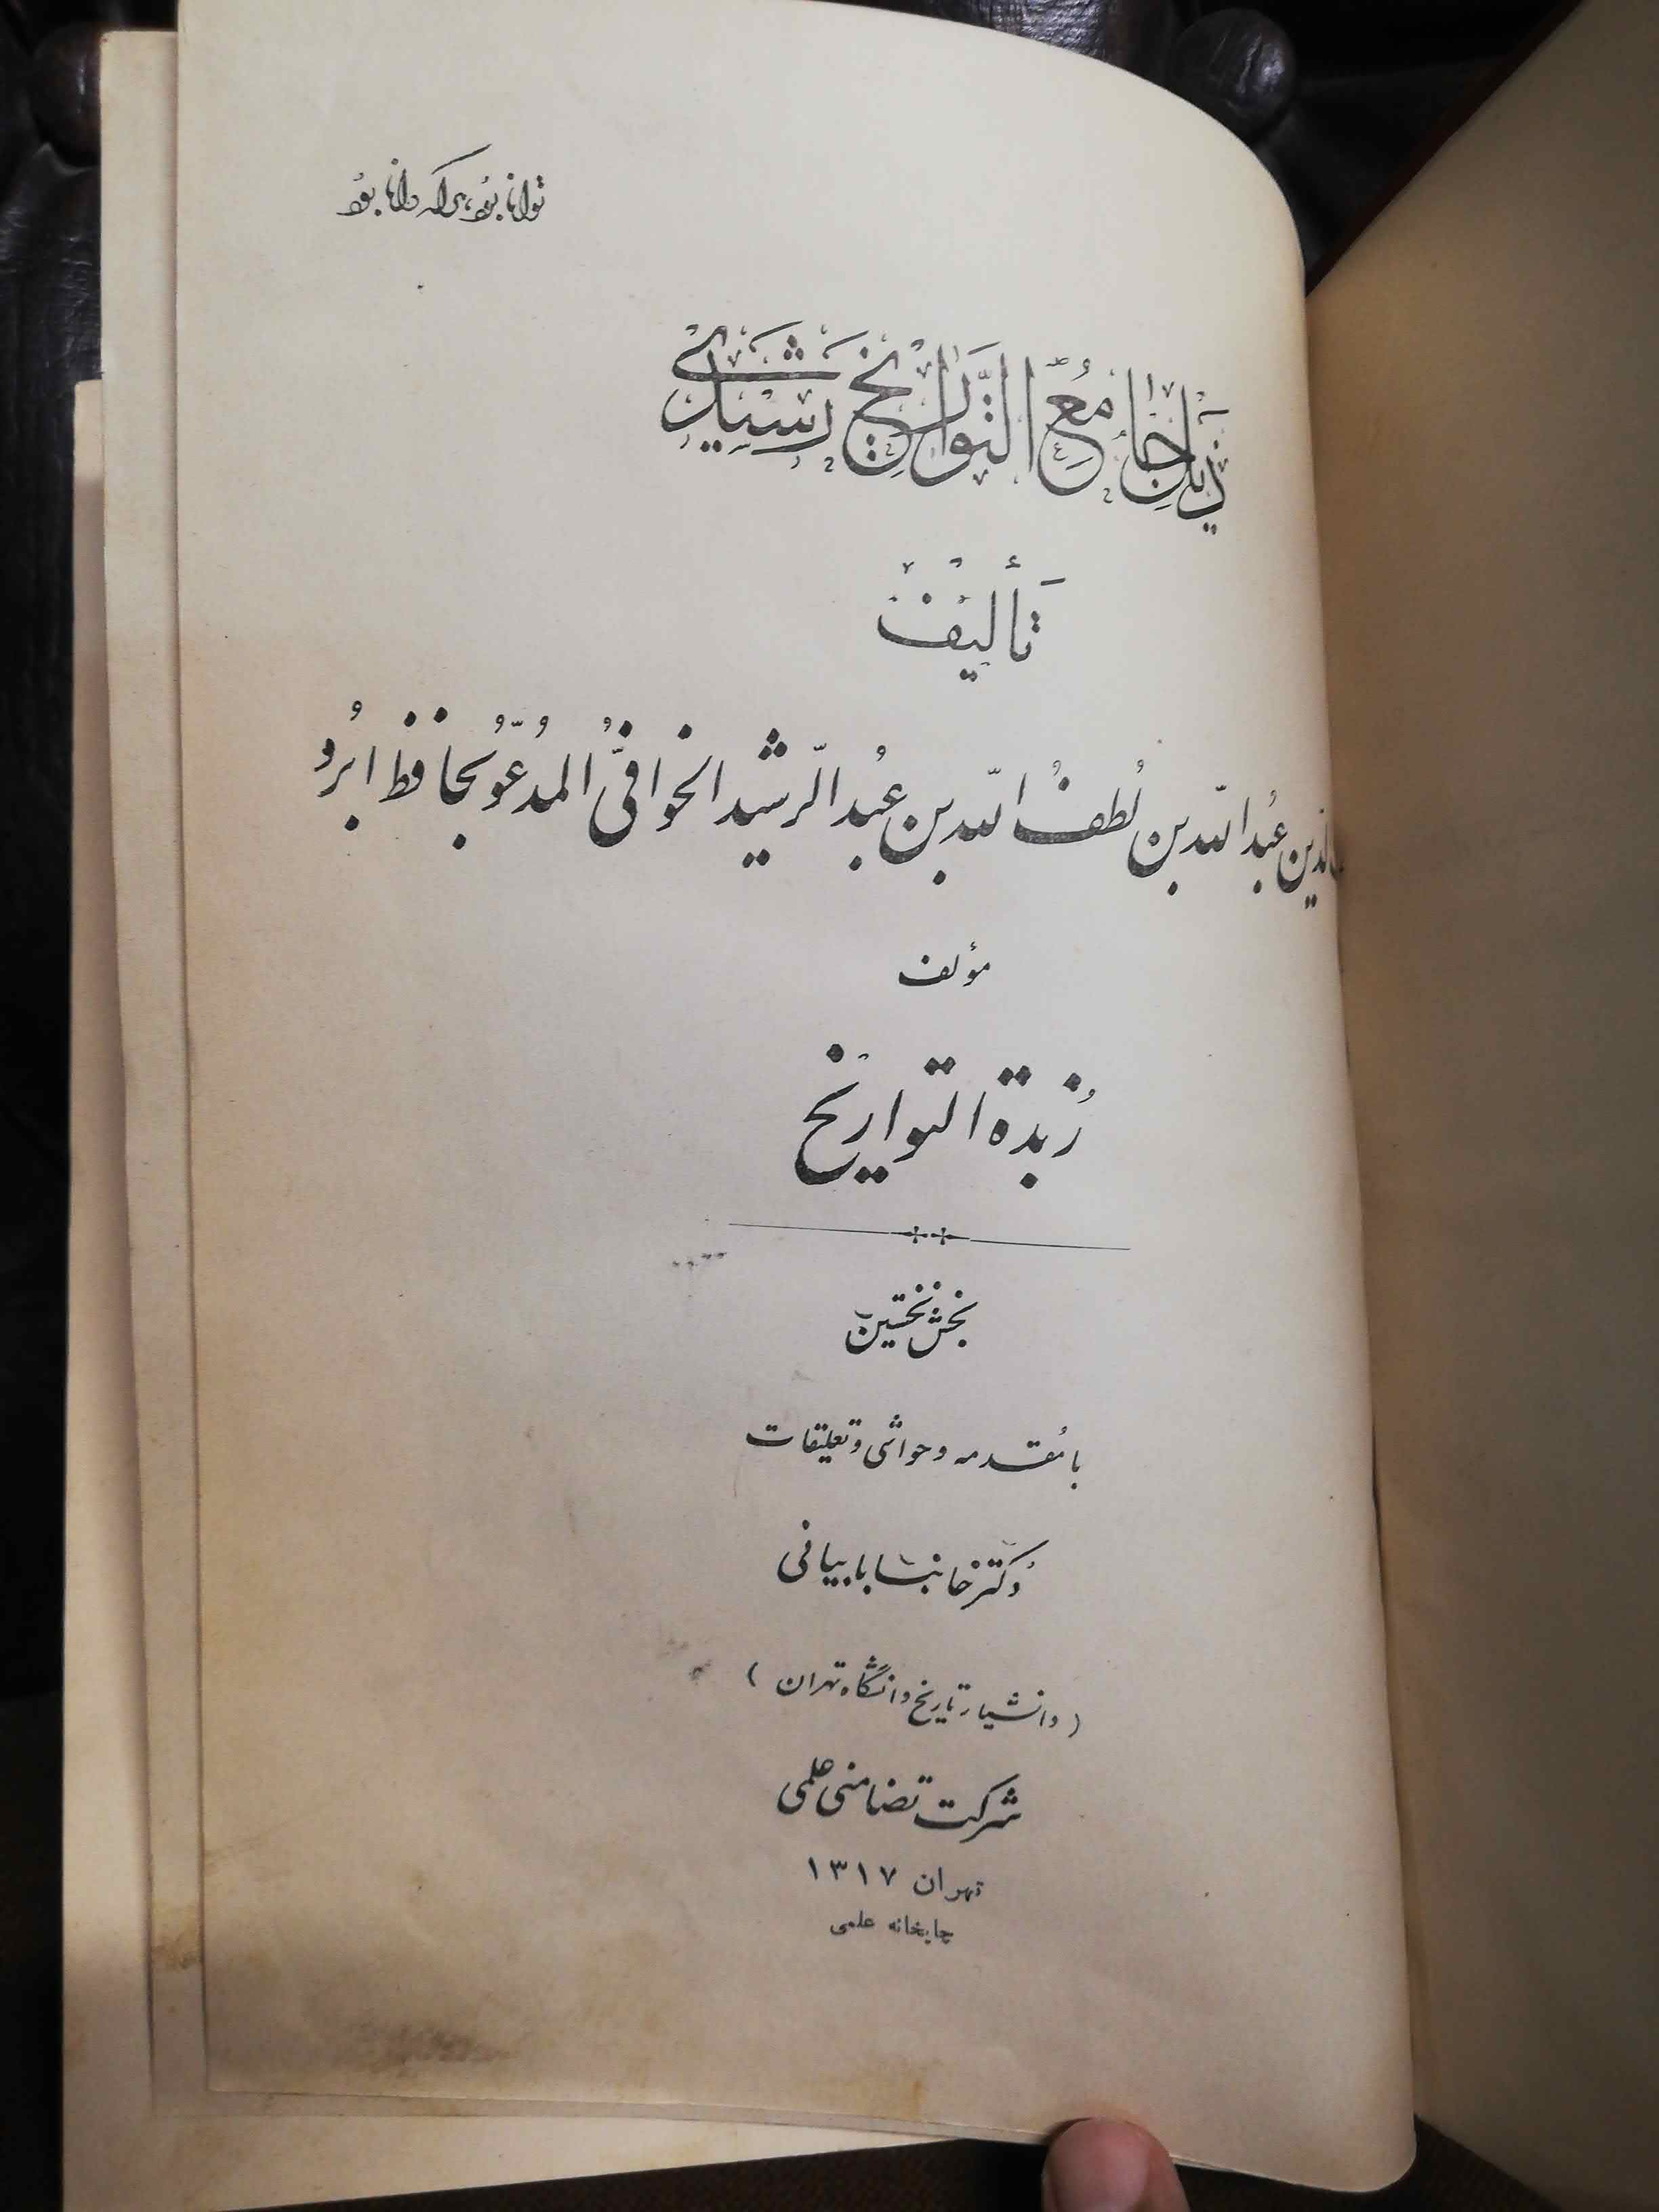 توانا بود هر که دانا بود
ذیل جامع التواریخ رشیدی
تألیف
الدین عبدالله بن لطف الله بن عبدالرشید الخوافی المدعو بحافظ ابرو
مؤلف
زبدة التواریخ
بخش نخستین
با مقدمه و حواشی و تعلیقات
دکتر خانبابا بیانی
(دانشیار تاریخ دانشگاه تهران)
شرکت تضامنی علمی
تهران ۱۳۱۷
چاپخانه علمی